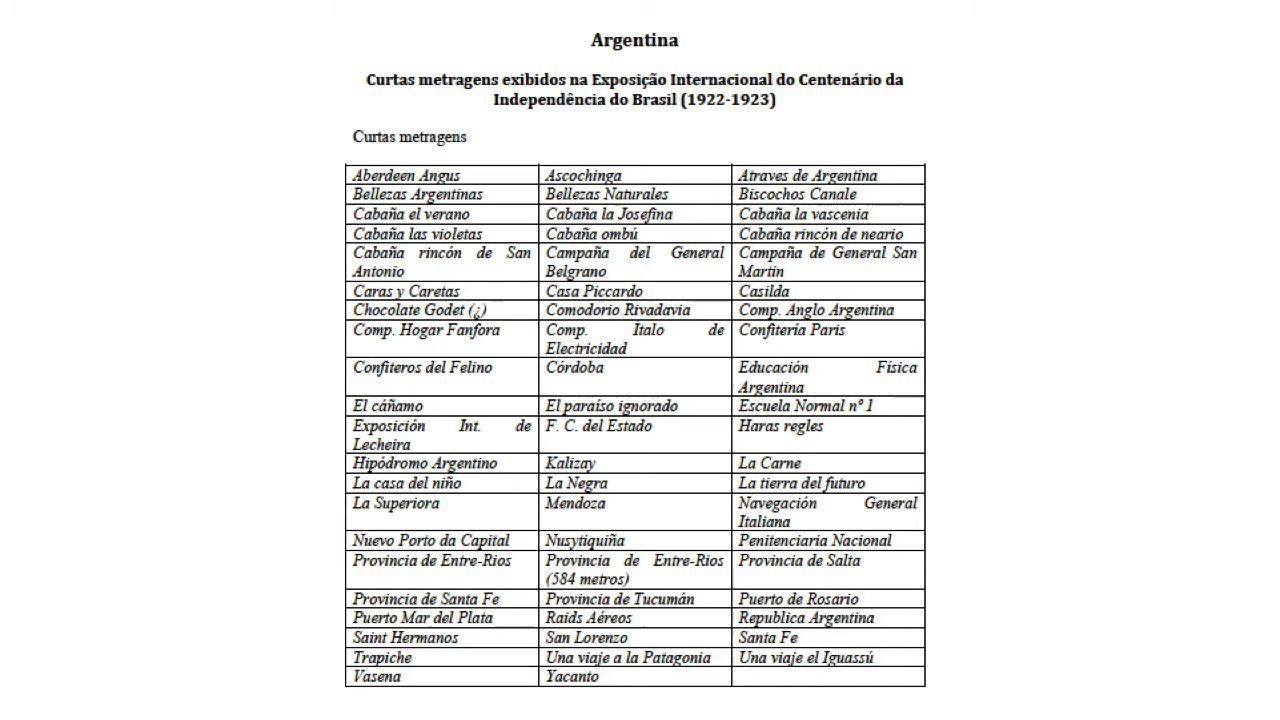 Argentina
Curtas metragens exibidos na Exposição Internacional do Centenário da
Independência do Brasil (1922-1923)
Curtas metragens
Aberdeen Angus Ascochinga Atraves de Argentina
Bellezas Argentinas Bellezas Naturales Biscochos Canale
Cabaña el verano Cabaña la Josefina Cabaña la vascenia
Cabaña las violetas Cabaña ombú Cabaña rincón de neario
Cabaña rincón de San Campaña del General Campaña de General San
Antonio Belgrano Martin
Caras y Caretas Casa Piccardo Casilda
Chocolate Godet (¿) Comodorio Rivadavia Comp. Anglo Argentina
Comp. Hogar Fanfora Comp. Ítalo de Confitería Paris
Electricidad
Confiteros del Felino Córdoba Educación Física
Argentina
El cáñamo El paraíso ignorado Escuela Normal nº 1
Exposición Int. de F. C. del Estado Haras regles
Lecheira
Hipódromo Argentino Kalizay La Carne
La casa del niño La Negra La tierra del futuro
La Superiora Mendoza Navegación General
Italiana
Nuevo Porto da Capital Nusytiquiña Penitenciaria Nacional
Provincia de Entre-Rios Provincia de Entre-Rios Provincia de Salta
(584 metros)
Provincia de Santa Fe Provincia de Tucumán Puerto de Rosario
Puerto Mar del Plata Raids Aéreos Republica Argentina
Saint Hermanos San Lorenzo Santa Fe
Trapiche Una viaje a la Patagonia Una viaje el Iguassú
Vasena Yacanto